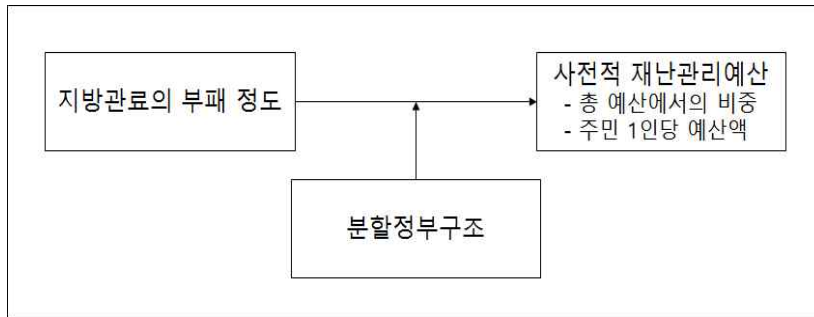 지방관료의 부패 정도
사전적 재난관리예산
- 총 예산에서의 비중
- 주민 1인당 예산액
분할정부구조